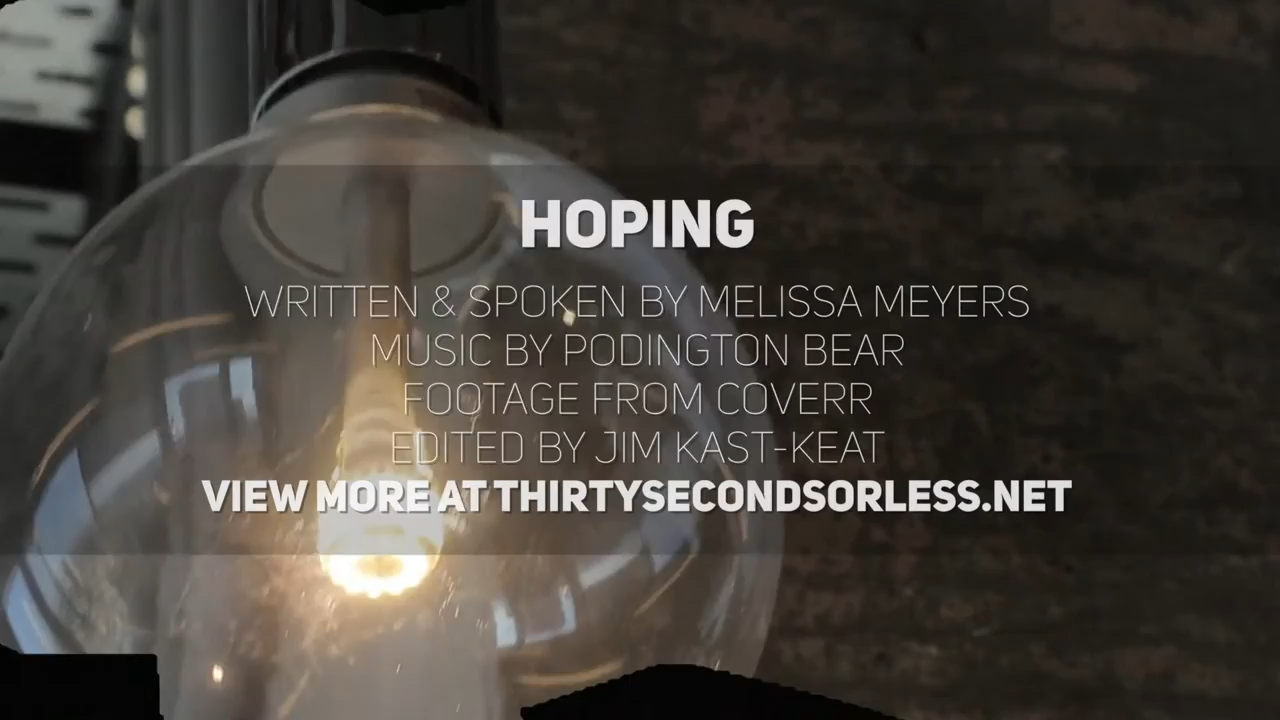 HOPING
WRITTEN & SPOKEN BY MELISSA MEYERS
MUSIC BY PODINGTON BEAR
FOOTAGE FROM COVERR
EDITED BY JIM KAST-KEAT
VIEW MORE AT THIRTYSECONDSORLESS.NET